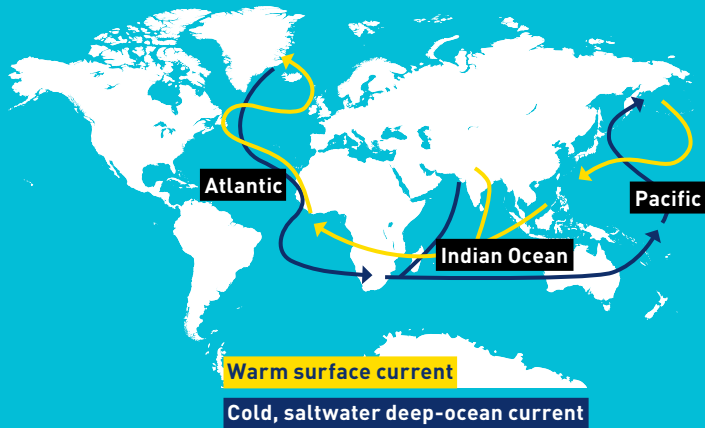 Atlantic
Pacific
Indian Ocean
Warm surface current
Cold, saltwater deep-ocean current